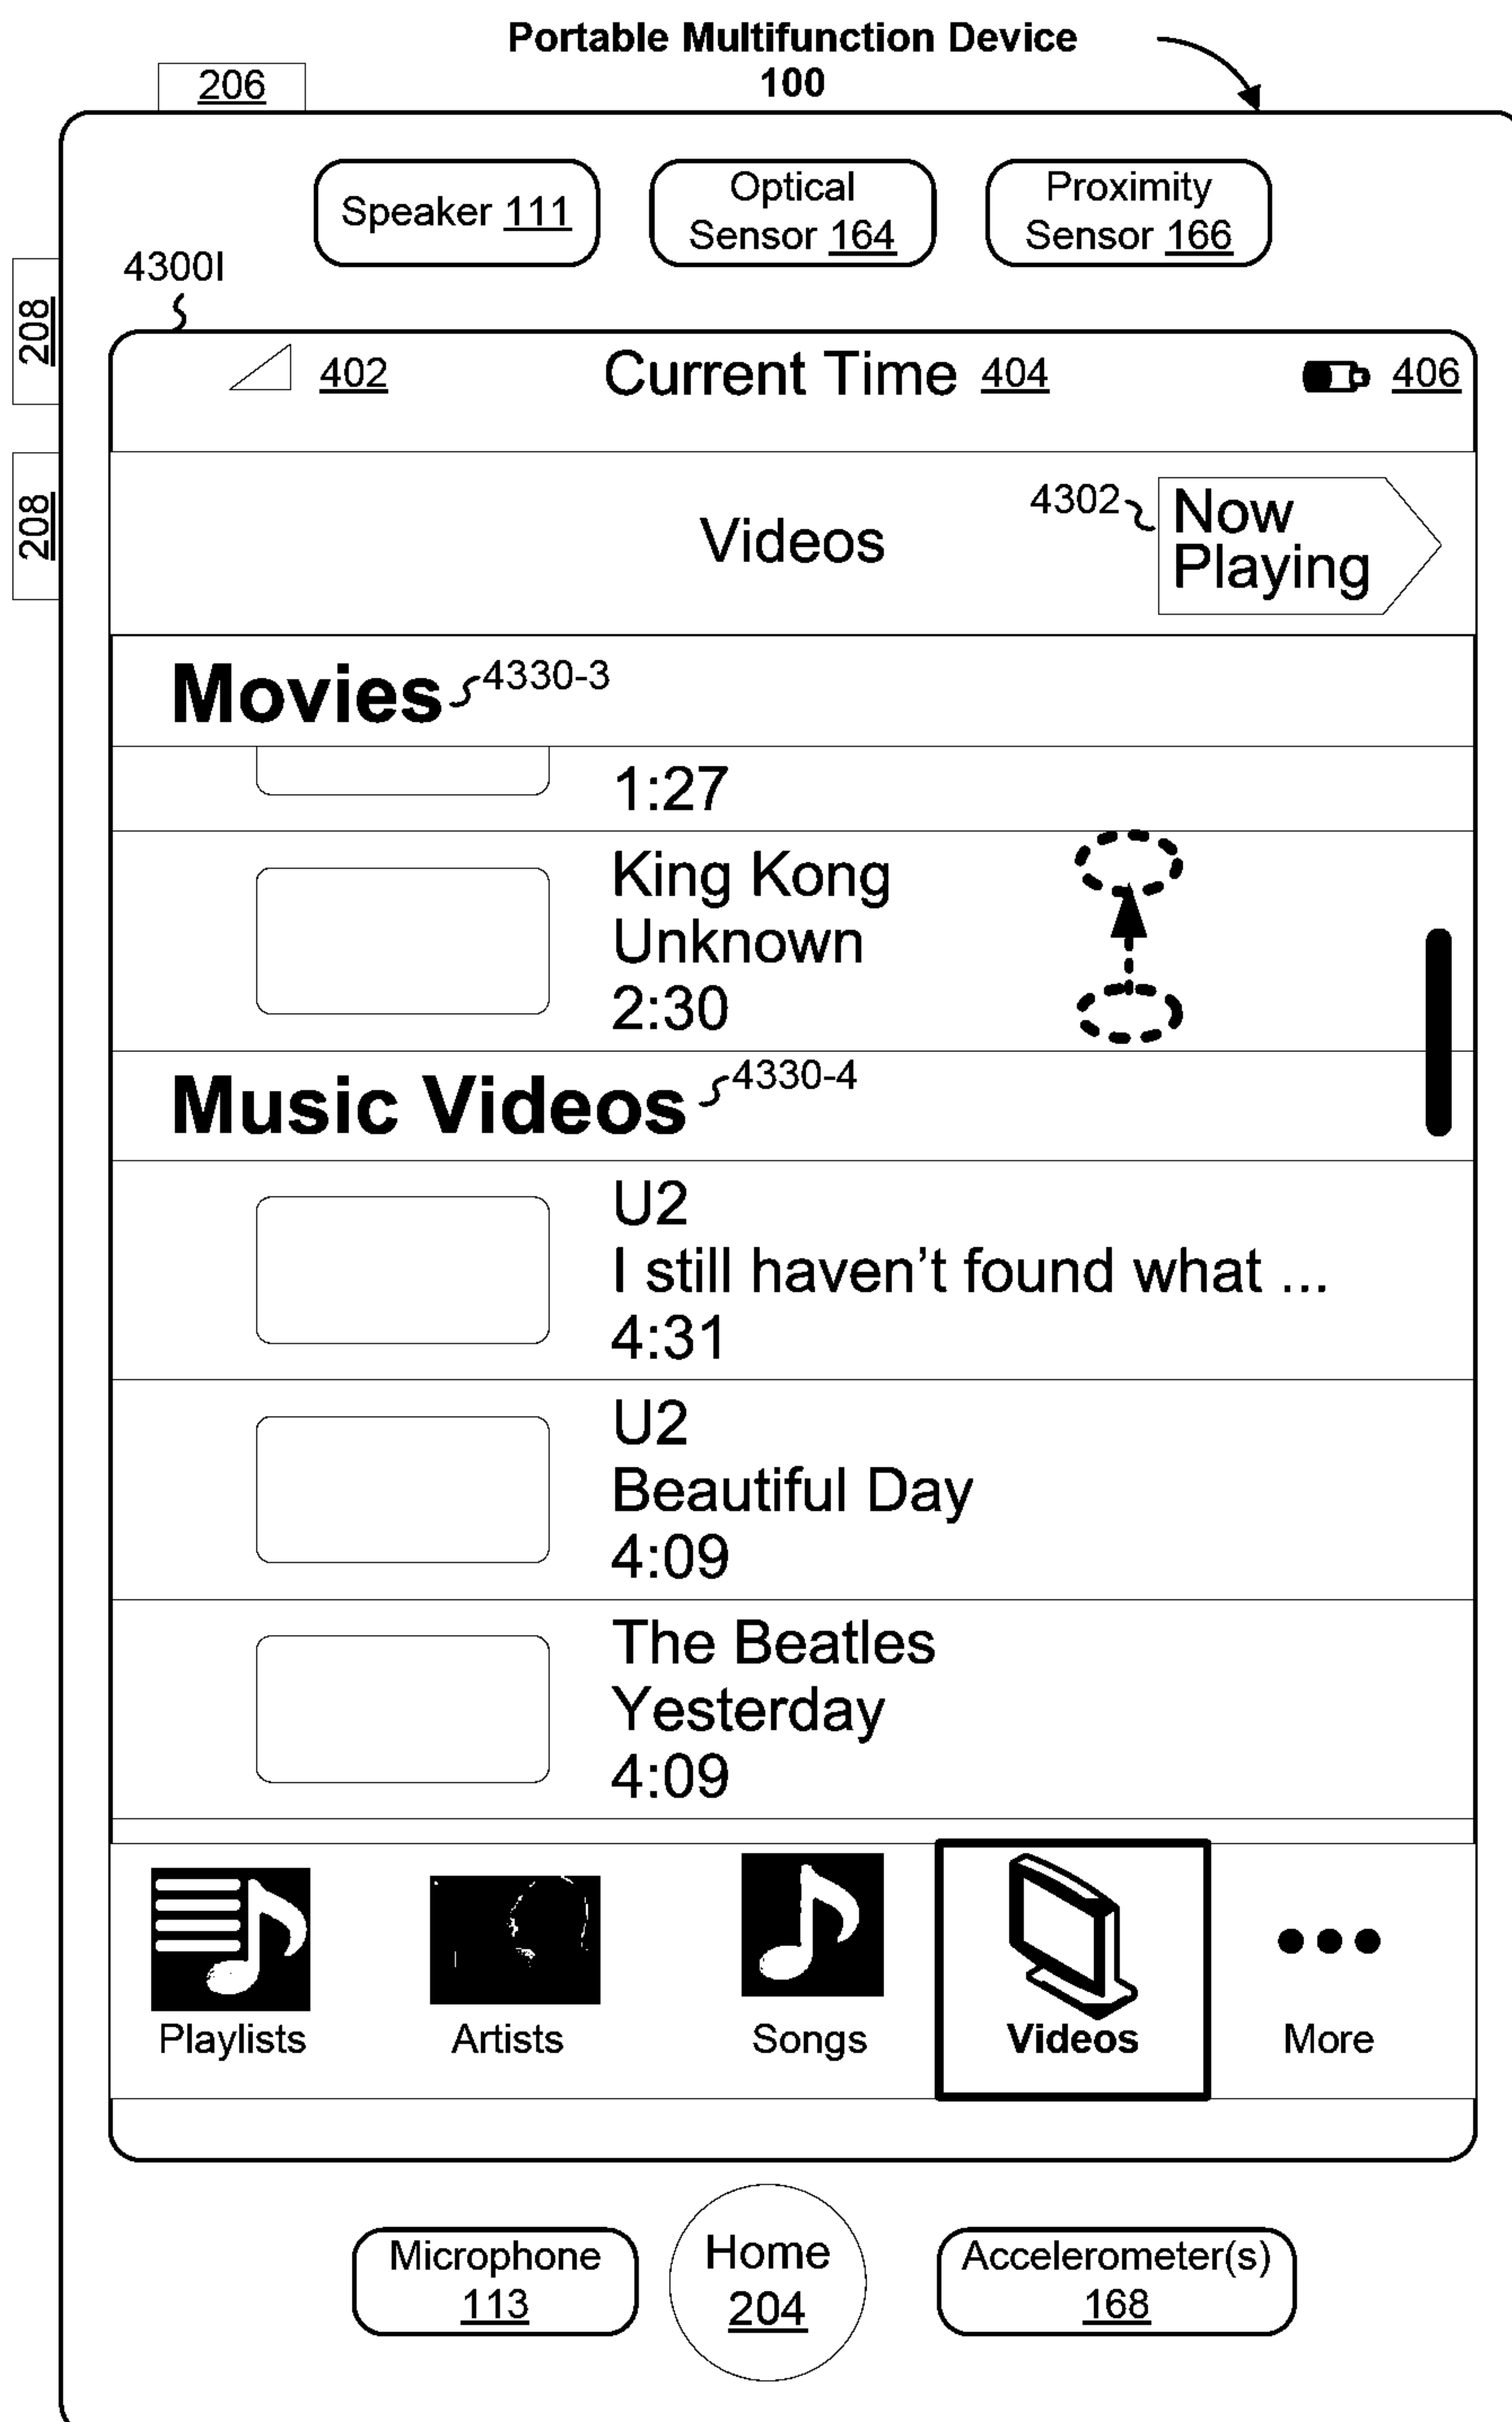 Portable Multifunction Device
100
206
Speaker 111
Optical
Sensor 164
Proximity
Sensor 166
4300I
208
208
402
Current Time 404
406
Videos
4302
Now
Playing
Movies
4330-3
1:27
King Kong
Unknown
2:30
Music Videos
4330-4
U2
I still haven't found what ...
4:31
U2
Beautiful Day
4:09
The Beatles
Yesterday
4:09
Playlists
Artists
Songs
Videos
More
Microphone
113
Home
204
Accelerometer(s)
168